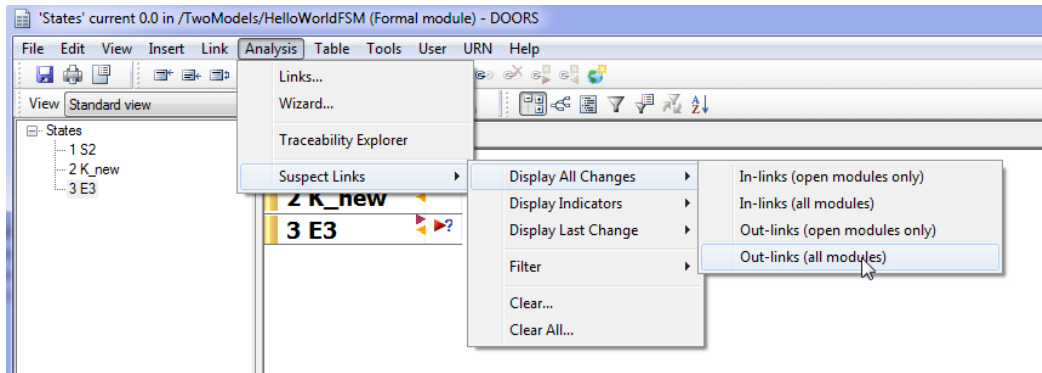 'States' current 0.0 in /TwoModels/HelloWorldFSM (Formal module) - DOORS
File Edit View Insert Link Analysis Table Tools User URN Help
Links...
View Standard view
Wizard...
States
1 S2
Traceability Explorer
2 K_new
Suspect Links
Display All Changes
In-links (open modules only)
3 E3
2 K_new
Display Indicators
In-links (all modules)
3 E3
?
Display Last Change
Out-links (open modules only)
Out-links (all modules)
Filter
Clear...
Clear All...